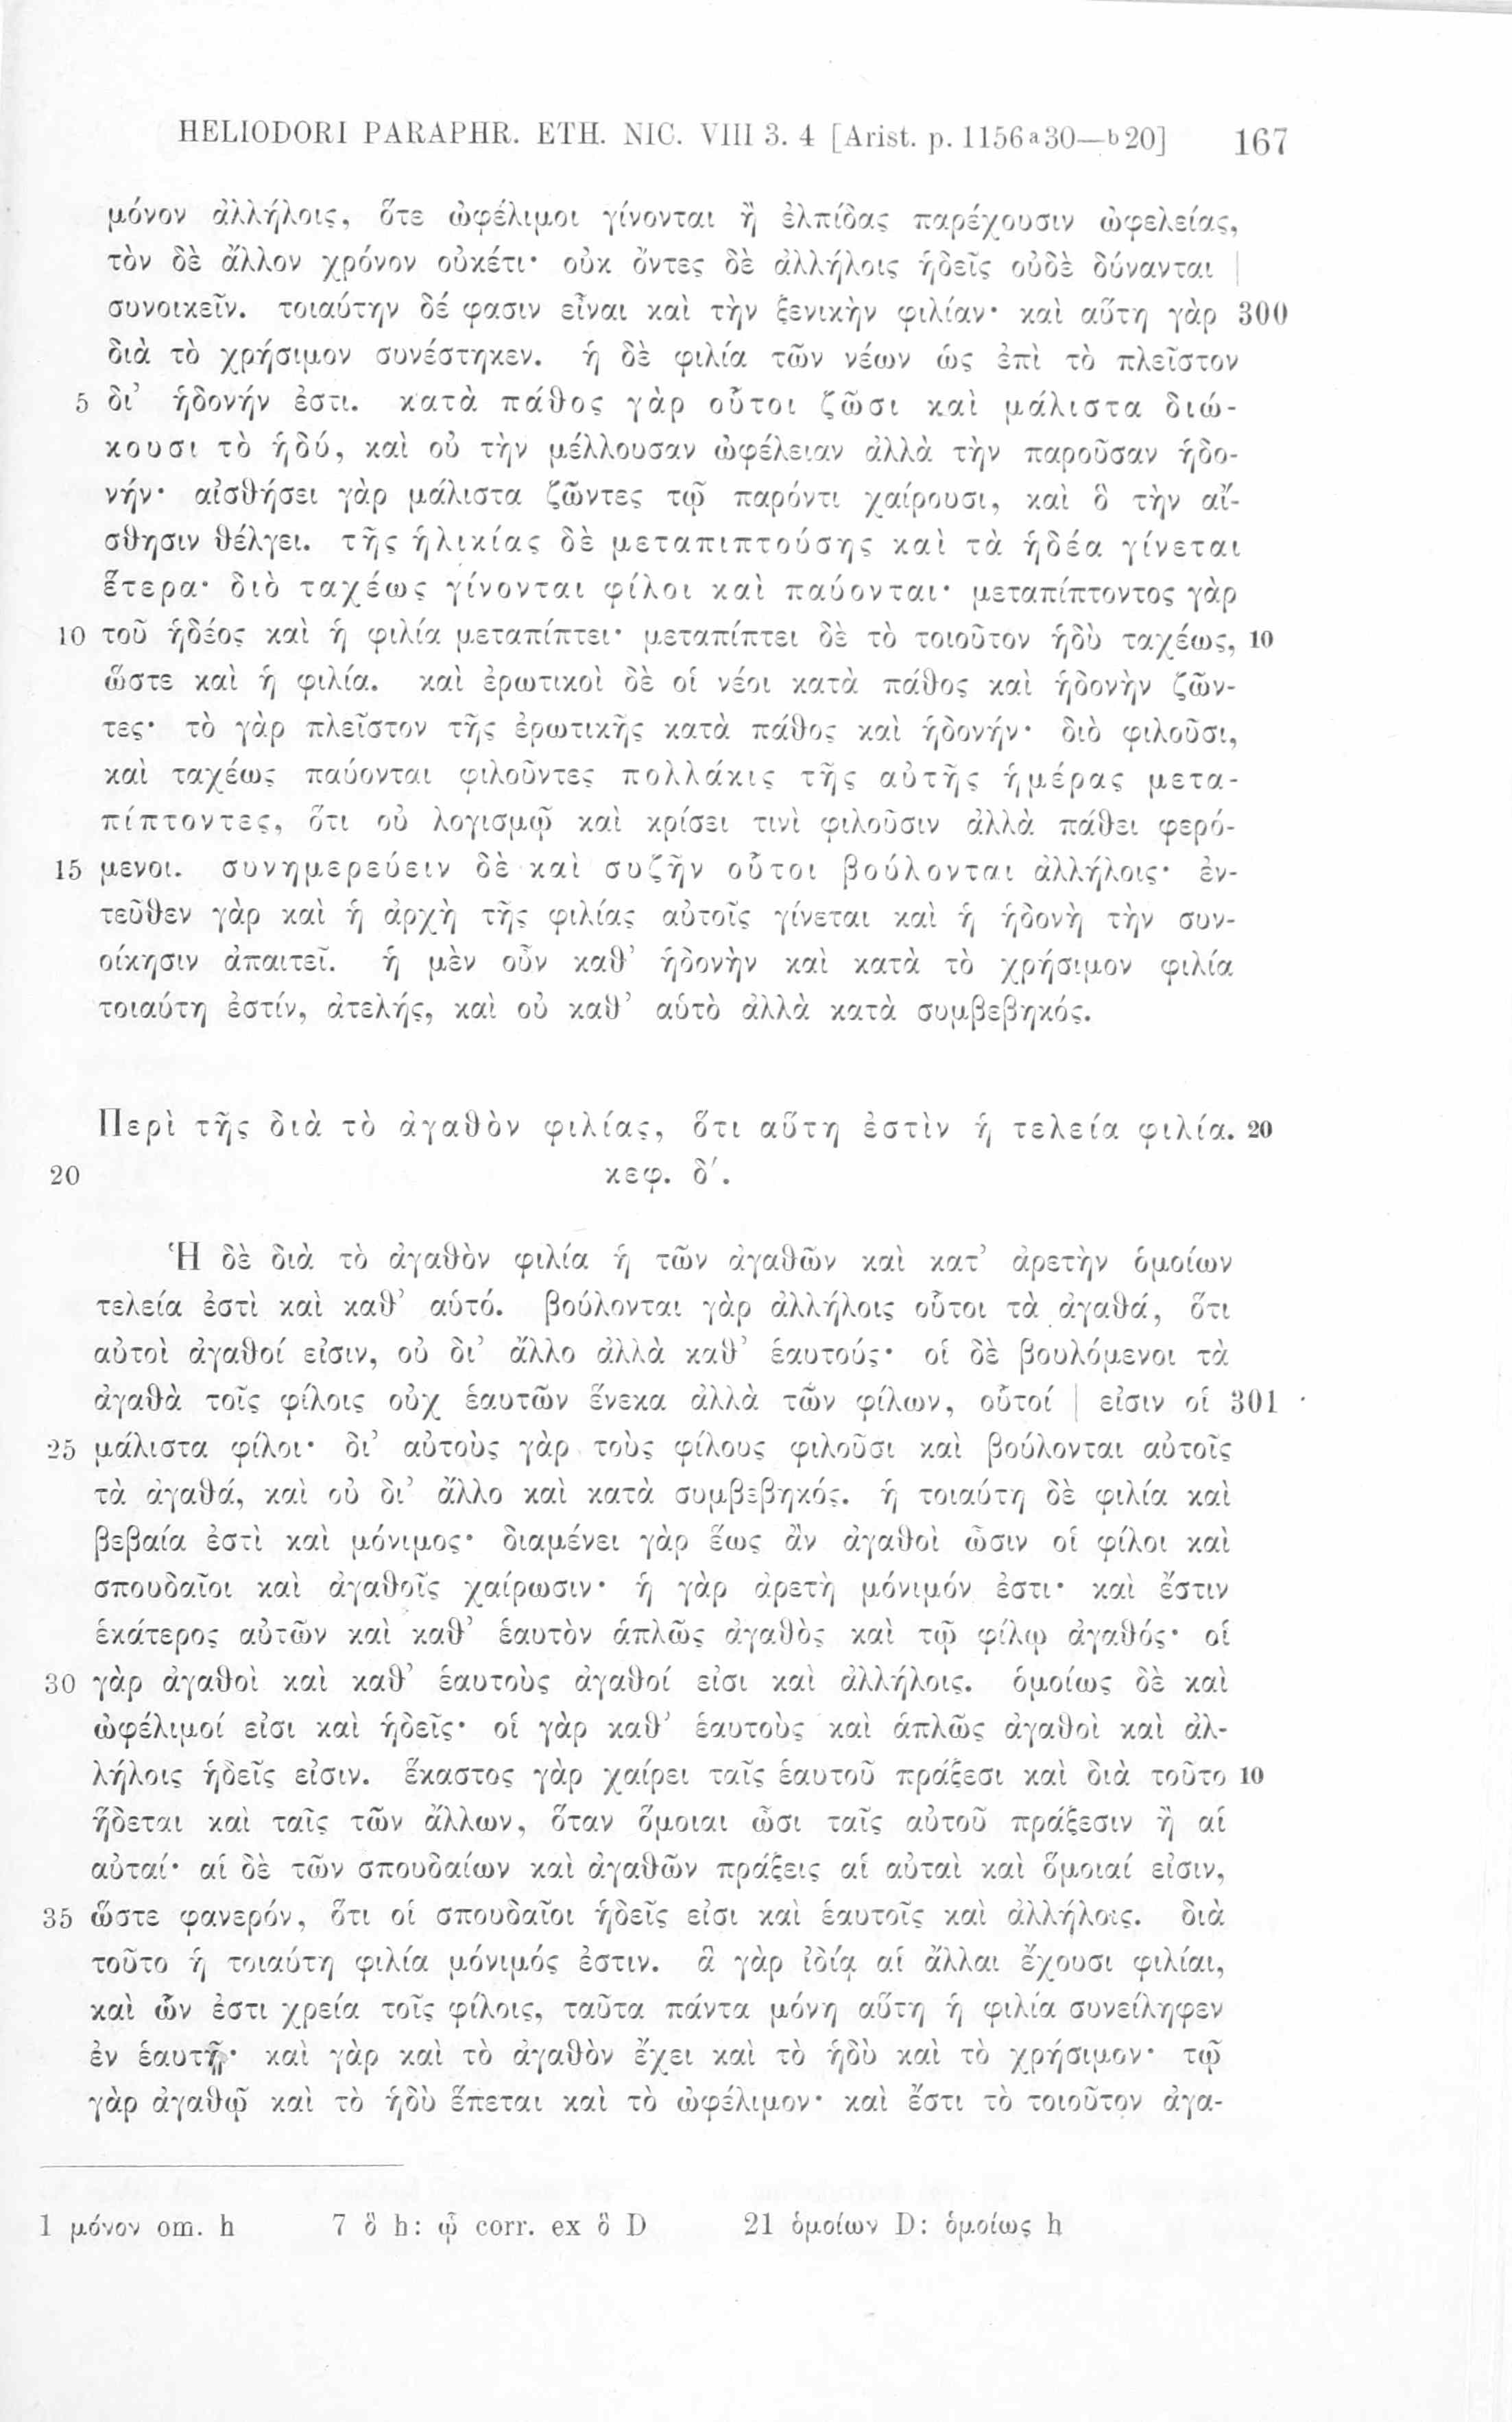 HELIODORI PARAPHR. ETH. NIC. VIII 3. 4 [Arist. p. 1156ᵃ30—ᵇ20] 167
μόνον ἀλλήλοις, ὅτε ὠφέλιμοι γίνονται ἢ ἐλπίδας παρέχουσιν ὠφελείας,
τὸν δὲ ἄλλον χρόνον οὐκέτι· οὐκ ὄντες δὲ ἀλλήλοις ἡδεῖς οὐδὲ δύνανται |
συνοικεῖν. τοιαύτην δέ φασιν εἶναι καὶ τὴν ξενικὴν φιλίαν· καὶ αὕτη γὰρ 300
διὰ τὸ χρήσιμον συνέστηκεν. ἡ δὲ φιλία τῶν νέων ὡς ἐπὶ τὸ πλεῖστον
5 δι’ ἡδονήν ἐστι. κατὰ πάθος γὰρ οὗτοι ζῶσι καὶ μάλιστα διώ-
κουσι τὸ ἡδύ, καὶ οὐ τὴν μέλλουσαν ὠφέλειαν ἀλλὰ τὴν παροῦσαν ἡδο-
νήν· αἰσθήσει γὰρ μάλιστα ζῶντες τῷ παρόντι χαίρουσι, καὶ ὃ τὴν αἴ-
σθησιν θέλγει. τῆς ἡλικίας δὲ μεταπιπτούσης καὶ τὰ ἡδέα γίνεται
ἕτερα· διὸ ταχέως γίνονται φίλοι καὶ παύονται· μεταπίπτοντος γὰρ
10 τοῦ ἡδέος καὶ ἡ φιλία μεταπίπτει· μεταπίπτει δὲ τὸ τοιοῦτον ἡδὺ ταχέως, 10
ὥστε καὶ ἡ φιλία. καὶ ἐρωτικοὶ δὲ οἱ νέοι κατὰ πάθος καὶ ἡδονὴν ζῶν-
τες· τὸ γὰρ πλεῖστον τῆς ἐρωτικῆς κατὰ πάθος καὶ ἡδονήν· διὸ φιλοῦσι,
καὶ ταχέως παύονται φιλοῦντες πολλάκις τῆς αὐτῆς ἡμέρας μετα-
πίπτοντες, ὅτι οὐ λογισμῷ καὶ κρίσει τινὶ φιλοῦσιν ἀλλὰ πάθει φερό-
15 μενοι. συνημερεύειν δὲ καὶ συζῆν οὗτοι βούλονται ἀλλήλοις· ἐν-
τεῦθεν γὰρ καὶ ἡ ἀρχὴ τῆς φιλίας αὐτοῖς γίνεται καὶ ἡ ἡδονὴ τὴν συν-
οίκησιν ἀπαιτεῖ. ἡ μὲν οὖν καθ’ ἡδονὴν καὶ κατὰ τὸ χρήσιμον φιλία
τοιαύτη ἐστίν, ἀτελής, καὶ οὐ καθ’ αὑτὸ ἀλλὰ κατὰ συμβεβηκός.
Περὶ τῆς διὰ τὸ ἀγαθὸν φιλίας, ὅτι αὕτη ἐστὶν ἡ τελεία φιλία. 20
20 κεφ. δ΄.
Ἡ δὲ διὰ τὸ ἀγαθὸν φιλία ἡ τῶν ἀγαθῶν καὶ κατ’ ἀρετὴν ὁμοίων
τελεία ἐστὶ καὶ καθ’ αὑτό. βούλονται γὰρ ἀλλήλοις οὗτοι τὰ ἀγαθά, ὅτι
αὐτοὶ ἀγαθοί εἰσιν, οὐ δι’ ἄλλο ἀλλὰ καθ’ ἑαυτούς· οἱ δὲ βουλόμενοι τὰ
ἀγαθὰ τοῖς φίλοις οὐχ ἑαυτῶν ἕνεκα ἀλλὰ τῶν φίλων, οὗτοί | εἰσιν οἱ 301
25 μάλιστα φίλοι· δι’ αὐτοὺς γὰρ τοὺς φίλους φιλοῦσι καὶ βούλονται αὐτοῖς
τὰ ἀγαθά, καὶ οὐ δι’ ἄλλο καὶ κατὰ συμβεβηκός. ἡ τοιαύτη δὲ φιλία καὶ
βεβαία ἐστὶ καὶ μόνιμος· διαμένει γὰρ ἕως ἂν ἀγαθοὶ ὦσιν οἱ φίλοι καὶ
σπουδαῖοι καὶ ἀγαθοῖς χαίρωσιν· ἡ γὰρ ἀρετὴ μόνιμόν ἐστι· καὶ ἔστιν
ἑκάτερος αὐτῶν καὶ καθ’ ἑαυτὸν ἁπλῶς ἀγαθὸς καὶ τῷ φίλῳ ἀγαθός· οἱ
30 γὰρ ἀγαθοὶ καὶ καθ’ ἑαυτοὺς ἀγαθοί εἰσι καὶ ἀλλήλοις. ὁμοίως δὲ καὶ
ὠφέλιμοί εἰσι καὶ ἡδεῖς· οἱ γὰρ καθ’ ἑαυτοὺς καὶ ἁπλῶς ἀγαθοὶ καὶ ἀλ-
λήλοις ἡδεῖς εἰσιν. ἕκαστος γὰρ χαίρει ταῖς ἑαυτοῦ πράξεσι καὶ διὰ τοῦτο 10
ἥδεται καὶ ταῖς τῶν ἄλλων, ὅταν ὅμοιαι ὦσι ταῖς αὐτοῦ πράξεσιν ἢ αἱ
αὐταί· αἱ δὲ τῶν σπουδαίων καὶ ἀγαθῶν πράξεις αἱ αὐταὶ καὶ ὅμοιαί εἰσιν,
35 ὥστε φανερόν, ὅτι οἱ σπουδαῖοι ἡδεῖς εἰσι καὶ ἑαυτοῖς καὶ ἀλλήλοις. διὰ
τοῦτο ἡ τοιαύτη φιλία μόνιμός ἐστιν. ἃ γὰρ ἰδίᾳ αἱ ἄλλαι ἔχουσι φιλίαι,
καὶ ὧν ἐστι χρεία τοῖς φίλοις, ταῦτα πάντα μόνη αὕτη ἡ φιλία συνείληφεν
ἐν ἑαυτῇ· καὶ γὰρ καὶ τὸ ἀγαθὸν ἔχει καὶ τὸ ἡδὺ καὶ τὸ χρήσιμον· τῷ
γὰρ ἀγαθῷ καὶ τὸ ἡδὺ ἕπεται καὶ τὸ ὠφέλιμον· καὶ ἔστι τὸ τοιοῦτον ἀγα-
1 μόνον om. h 7 ὃ h: ᾧ corr. ex ὃ D 21 ὁμοίων D: ὁμοίως h